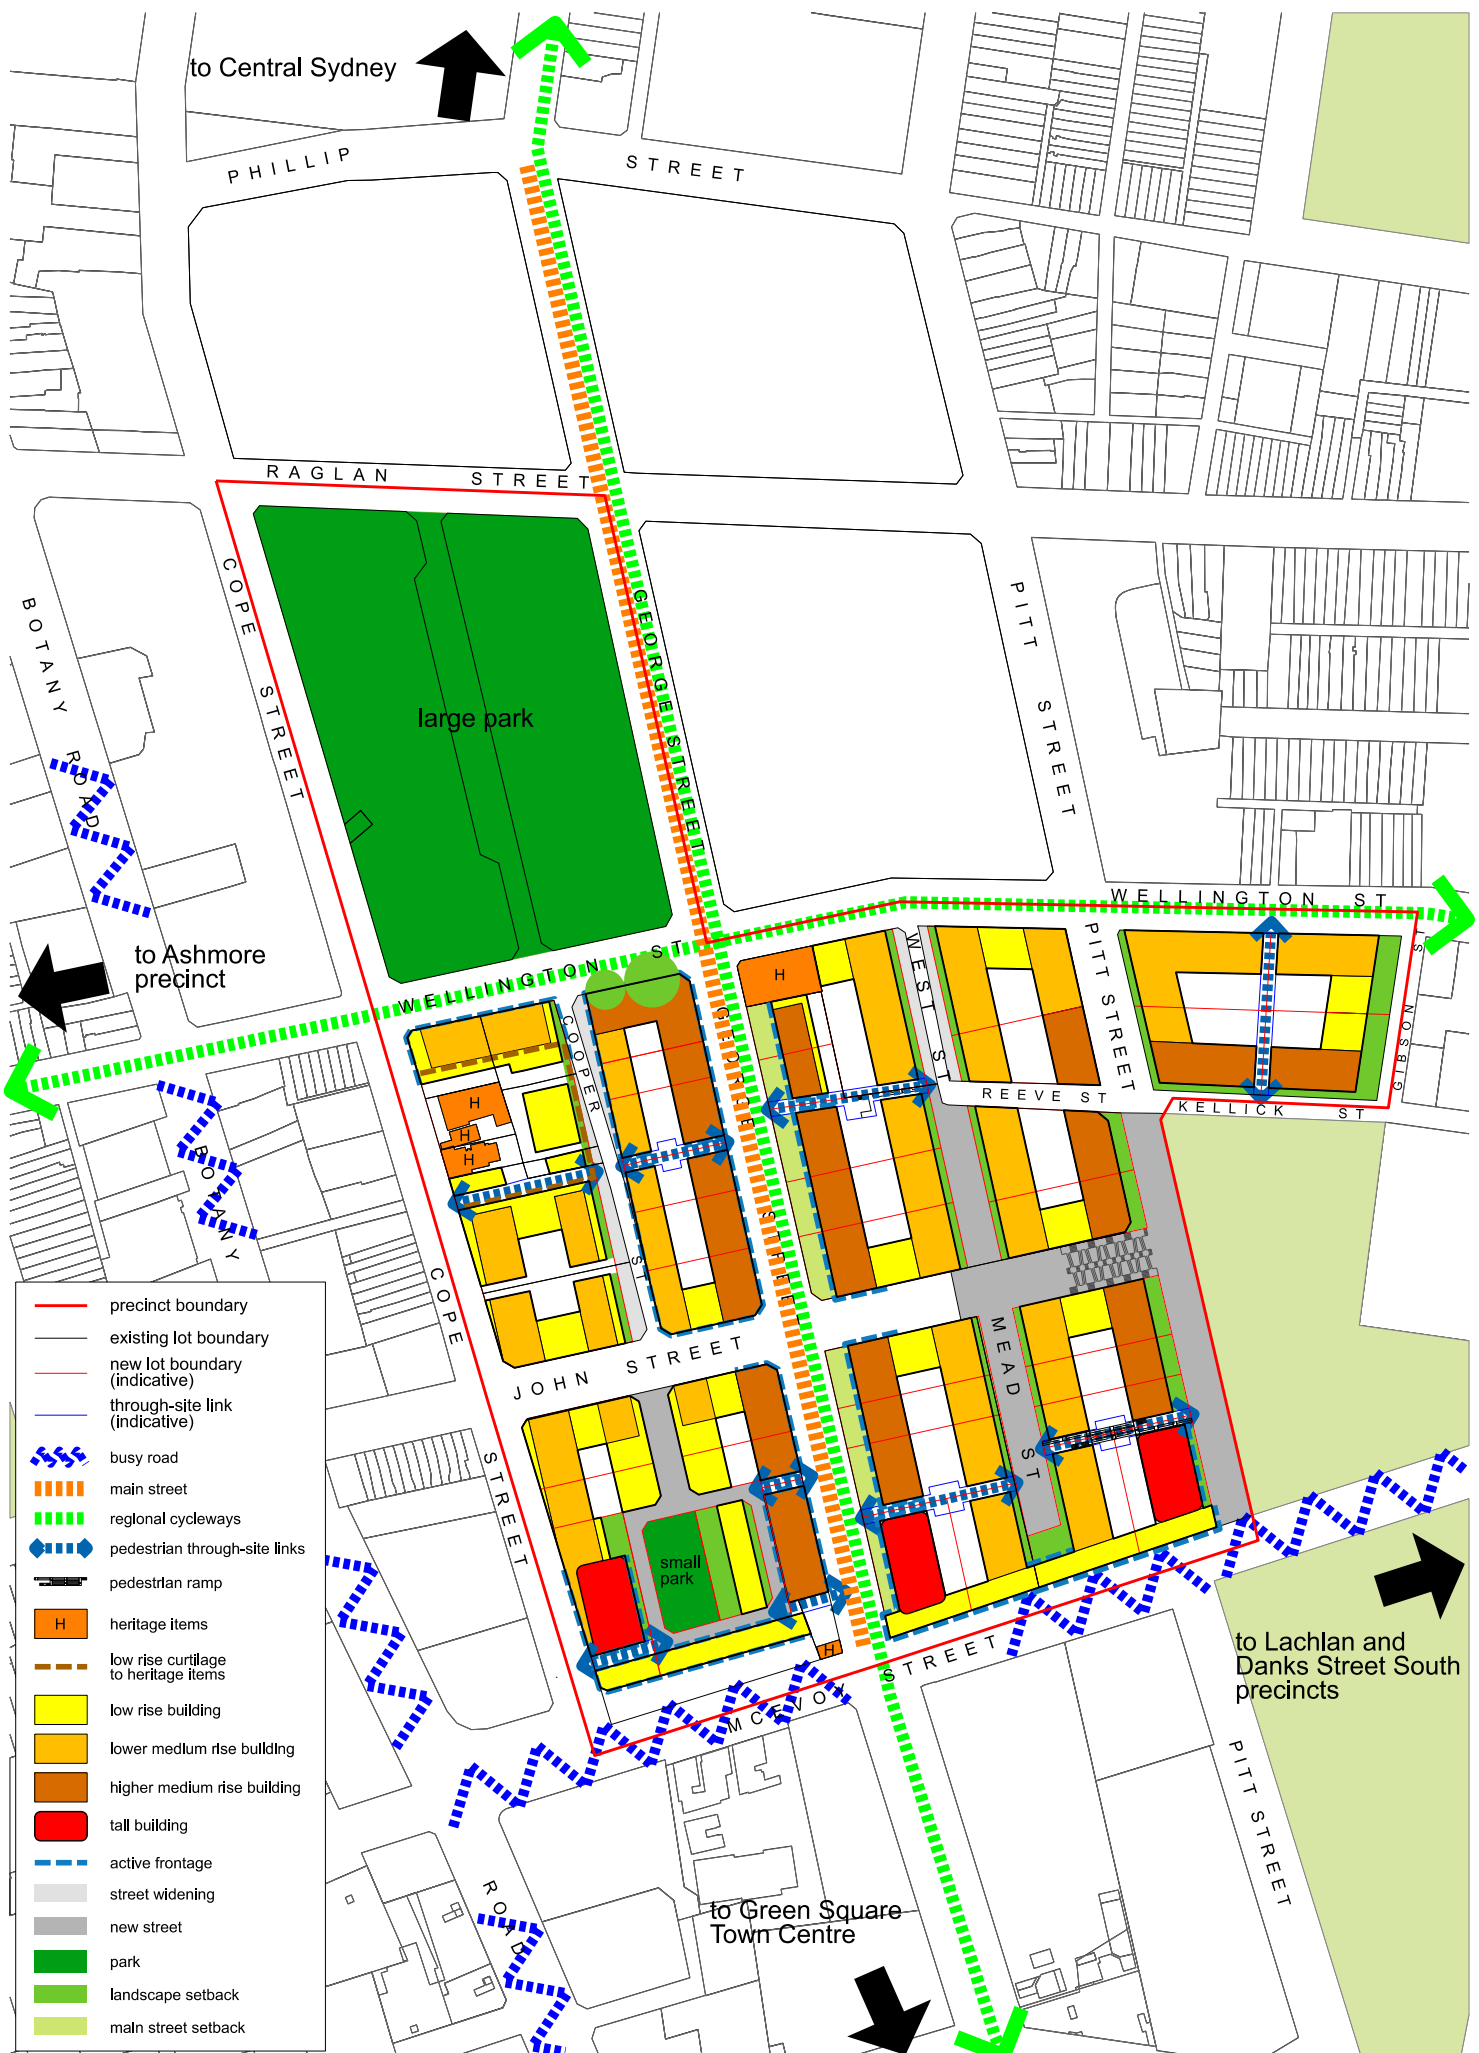 to Central Sydney
PHILLIP STREET
RAGLAN STREET
COPE STREET
BOTANY ROAD
GEORGE STREET
PITT STREET
large park
WELLINGTON ST
to Ashmore
precinct
WELLINGTON ST
H
COOPER ST
WEST ST
PITT STREET
GIBSON ST
GEORGE STREET
REEVE ST
KELLICK ST
H
H
H
BOTANY
COPE STREET
JOHN STREET
MEAD ST
small
park
H
MCEVOY STREET
to Lachlan and
Danks Street South
precincts
PITT STREET
ROAD
to Green Square
Town Centre
precinct boundary
existing lot boundary
new lot boundary
(indicative)
through-site link
(indicative)
busy road
main street
regional cycleways
pedestrian through-site links
pedestrian ramp
H
heritage items
low rise curtilage
to heritage items
low rise building
lower medium rise building
higher medium rise building
tall building
active frontage
street widening
new street
park
landscape setback
main street setback